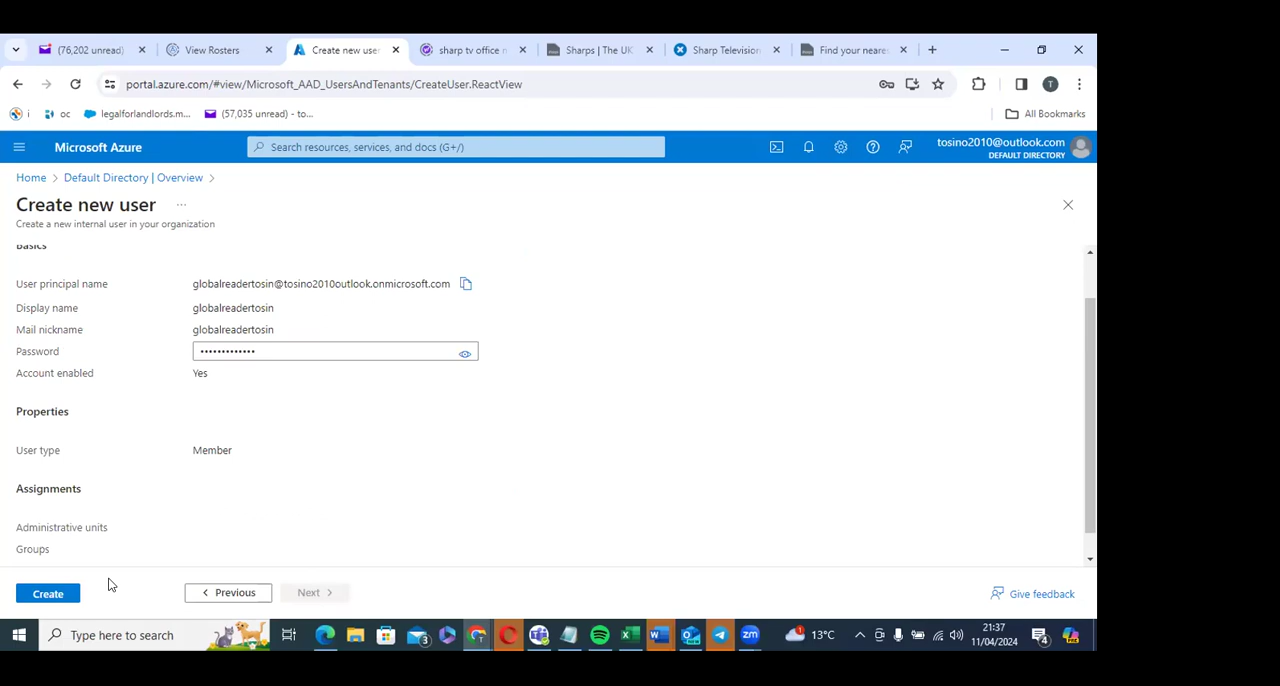 (76,202 unread)
View Rosters
Create new user
sharp tv office n
Sharps | The UK
Sharp Television
Find your neares
portal.azure.com/#view/Microsoft_AAD_UsersAndTenants/CreateUser.ReactView
T
i
oc
legalforlandlords.m...
(57,035 unread) - to...
All Bookmarks
Microsoft Azure
Search resources, services, and docs (G+/)
tosino2010@outlook.com
DEFAULT DIRECTORY
Home > Default Directory | Overview >
Create new user ...
Create a new internal user in your organization
Basics
User principal name globalreadertosin@tosino2010outlook.onmicrosoft.com
Display name globalreadertosin
Mail nickname globalreadertosin
Password •••••••••••••
Account enabled Yes
Properties
User type Member
Assignments
Administrative units
Groups
Create
< Previous
Next >
Give feedback
Type here to search
3
13°C
21:37
11/04/2024
4